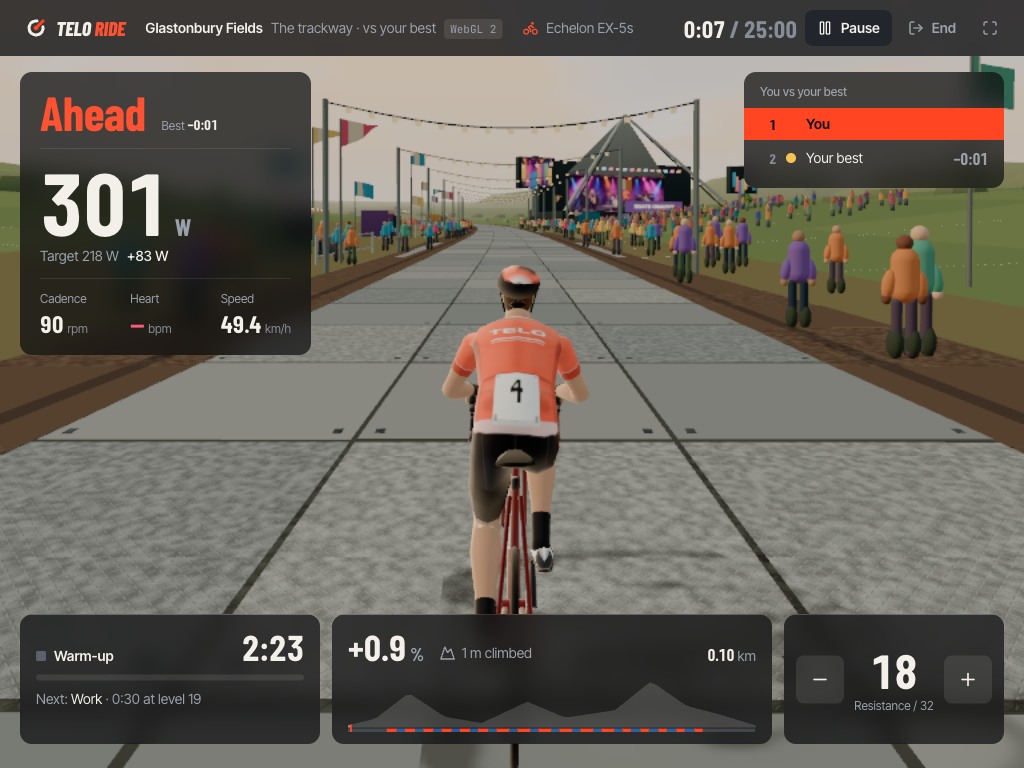 TELO RIDE Glastonbury Fields The trackway · vs your best WebGL 2 Echelon EX-5s 0:07 / 25:00 Pause End
Ahead Best −0:01
301 W
Target 218 W +83 W
Cadence Heart Speed
90 rpm — bpm 49.4 km/h
You vs your best
1 You
2 Your best −0:01
TELO
4
Warm-up 2:23
Next: Work · 0:30 at level 19
+0.9 % 1 m climbed 0.10 km
− 18 +
Resistance / 32